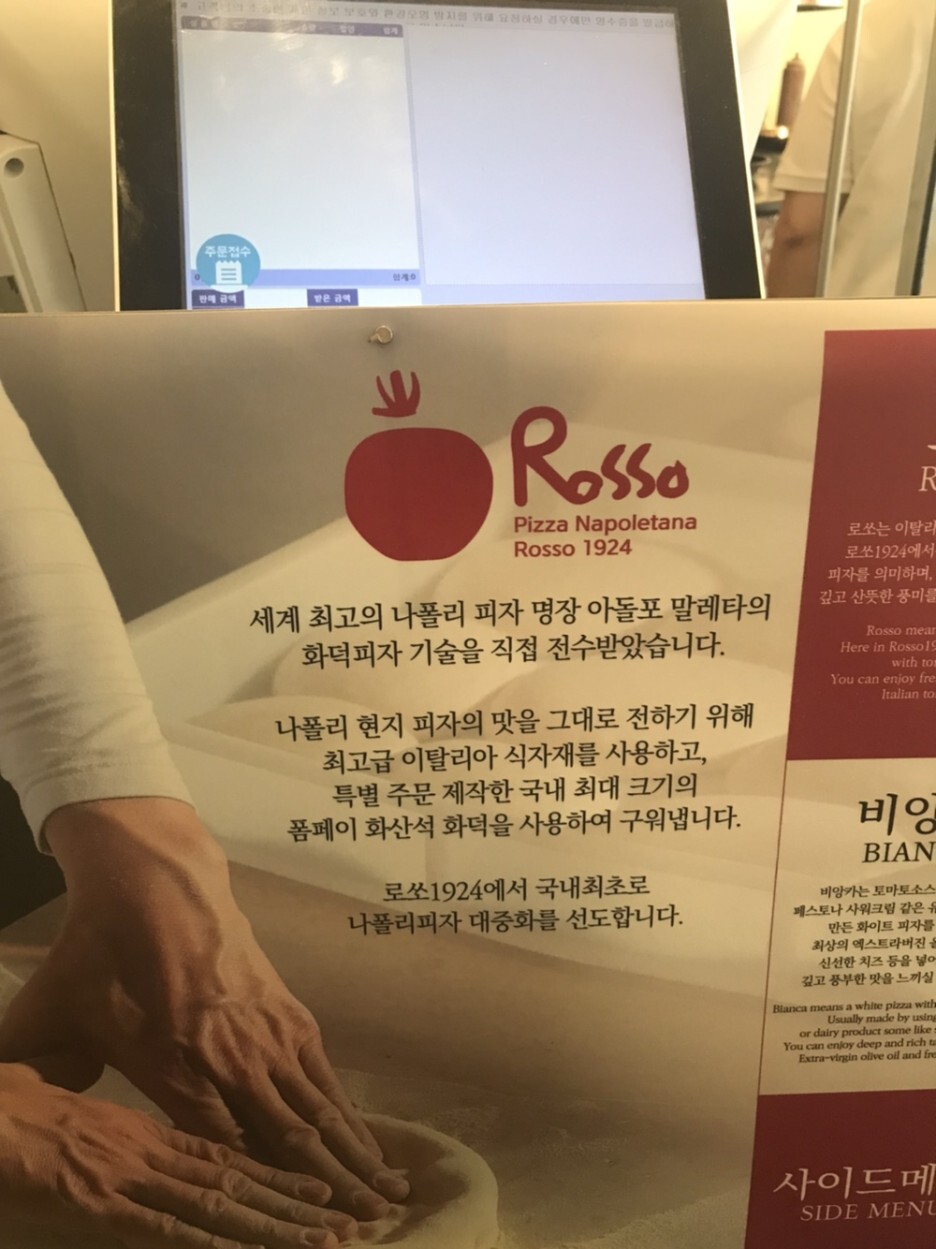 주문접수
판매 금액
받은 금액
Rosso
Pizza Napoletana
Rosso 1924
세계 최고의 나폴리 피자 명장 아돌포 말레타의
화덕피자 기술을 직접 전수받았습니다.
나폴리 현지 피자의 맛을 그대로 전하기 위해
최고급 이탈리아 식자재를 사용하고,
특별 주문 제작한 국내 최대 크기의
폼페이 화산석 화덕을 사용하여 구워냅니다.
로쏘1924에서 국내최초로
나폴리피자 대중화를 선도합니다.
R
로쏘는 이탈리
로쏘1924에서
피자를 의미하며,
깊고 산뜻한 풍미를
Rosso mean
Here in Rosso19
with to
You can enjoy fre
Italian to
비앙
BIAN
비앙카는 토마토소스
페스토나 사워크림 같은 유
만든 화이트 피자를
최상의 엑스트라버진 올
신선한 치즈 등을 넣어
깊고 풍부한 맛을 느끼실
Bianca means a white pizza with
Usually made by using
or dairy product some like s
You can enjoy deep and rich ta
Extra-virgin olive oil and fre
사이드메
SIDE MENU